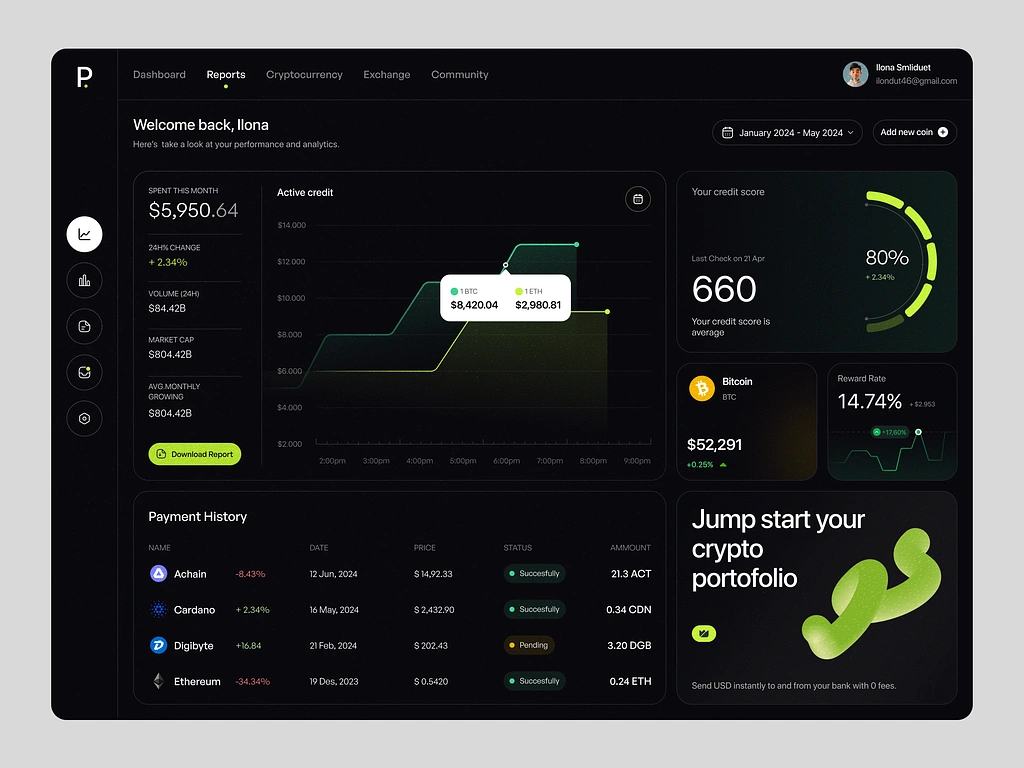 P.
Dashboard Reports Cryptocurrency Exchange Community
Ilona Smliduet
ilondut46@gmail.com
Welcome back, Ilona
Here's take a look at your performance and analytics.
January 2024 - May 2024
Add new coin
SPENT THIS MONTH
$5,950.64
24H% CHANGE
+ 2.34%
VOLUME (24H)
$84.42B
MARKET CAP
$804.42B
AVG.MONTHLY
GROWING
$804.42B
Download Report
Active credit
$14.000
$12.000
$10.000
$8.000
$6.000
$4.000
$2.000
1 BTC 1 ETH
$8,420.04 $2,980.81
2:00pm 3:00pm 4:00pm 5:00pm 6:00pm 7:00pm 8:00pm 9:00pm
Your credit score
Last Check on 21 Apr
660
Your credit score is
average
80%
+ 2.34%
Bitcoin
BTC
$52,291
+0.25%
Reward Rate
14.74% + $2.953
+17,60%
Payment History
NAME DATE PRICE STATUS AMMOUNT
Achain -8.43% 12 Jun, 2024 $ 14,92.33 Succesfully 21.3 ACT
Cardano + 2.34% 16 May, 2024 $ 2,432.90 Succesfully 0.34 CDN
Digibyte +16.84 21 Feb, 2024 $ 202.43 Pending 3.20 DGB
Ethereum -34.34% 19 Des, 2023 $ 0.5420 Succesfully 0.24 ETH
Jump start your
crypto
portofolio
Send USD instantly to and from your bank with 0 fees.